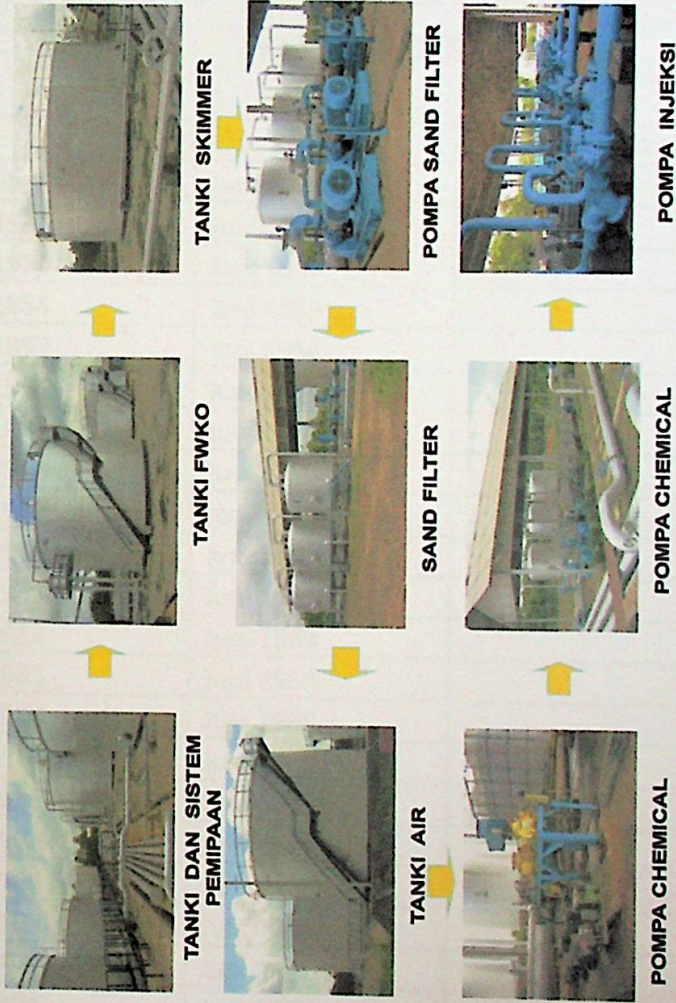 TANKI DAN SISTEM
PEMIPAAN
TANKI FWKO
TANKI SKIMMER
TANKI AIR
SAND FILTER
POMPA SAND FILTER
POMPA CHEMICAL
POMPA CHEMICAL
POMPA INJEKSI